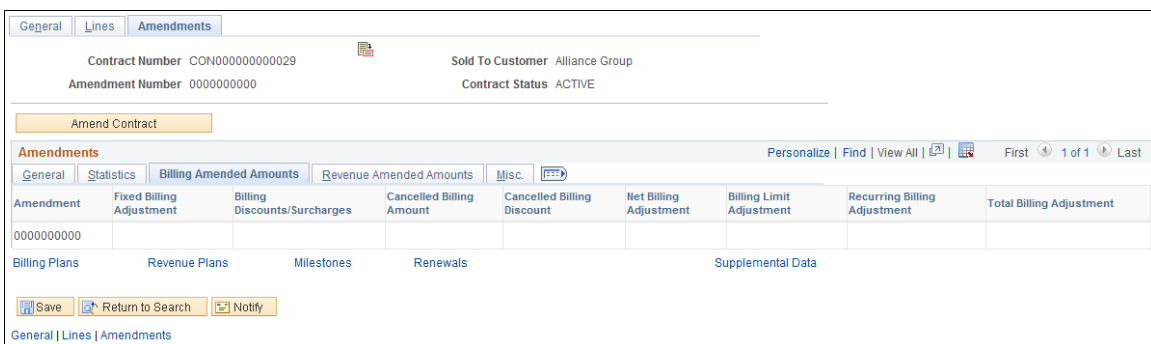 General Lines Amendments
Contract Number CON000000000029 Sold To Customer Alliance Group
Amendment Number 0000000000 Contract Status ACTIVE
Amend Contract
Amendments Personalize | Find | View All | | First 1 of 1 Last
General Statistics Billing Amended Amounts Revenue Amended Amounts Misc.
Amendment Fixed Billing Adjustment Billing Discounts/Surcharges Cancelled Billing Amount Cancelled Billing Discount Net Billing Adjustment Billing Limit Adjustment Recurring Billing Adjustment Total Billing Adjustment
0000000000
Billing Plans Revenue Plans Milestones Renewals Supplemental Data
Save Return to Search Notify
General | Lines | Amendments